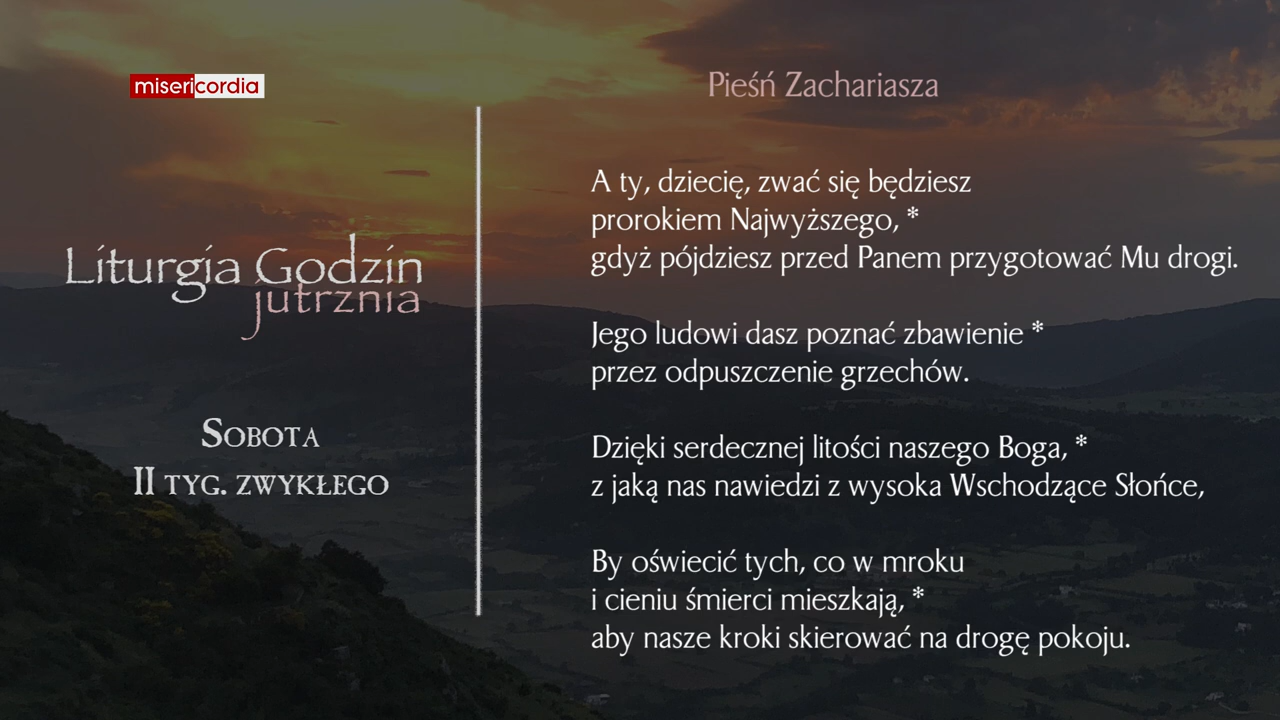 misericordia
Liturgia Godzin
jutrznia
Sobota
II tyg. zwykłego
Pieśń Zachariasza
A ty, dziecię, zwać się będziesz
prorokiem Najwyższego, *
gdyż pójdziesz przed Panem przygotować Mu drogi.
Jego ludowi dasz poznać zbawienie *
przez odpuszczenie grzechów.
Dzięki serdecznej litości naszego Boga, *
z jaką nas nawiedzi z wysoka Wschodzące Słońce,
By oświecić tych, co w mroku
i cieniu śmierci mieszkają, *
aby nasze kroki skierować na drogę pokoju.